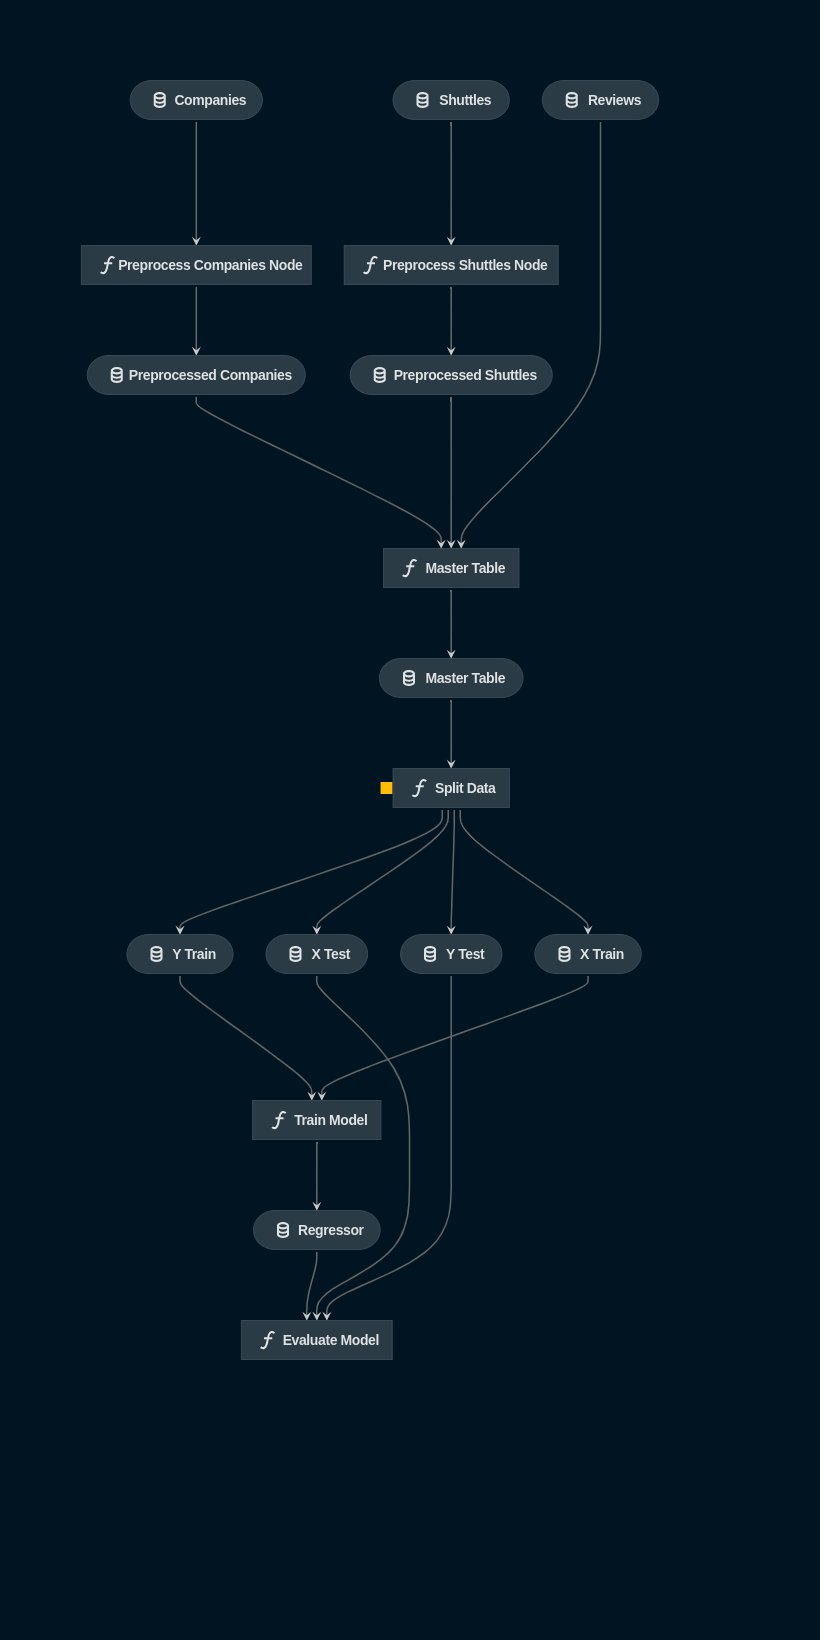 Companies
Shuttles
Reviews
Preprocess Companies Node
Preprocess Shuttles Node
Preprocessed Companies
Preprocessed Shuttles
Master Table
Master Table
Split Data
Y Train
X Test
Y Test
X Train
Train Model
Regressor
Evaluate Model